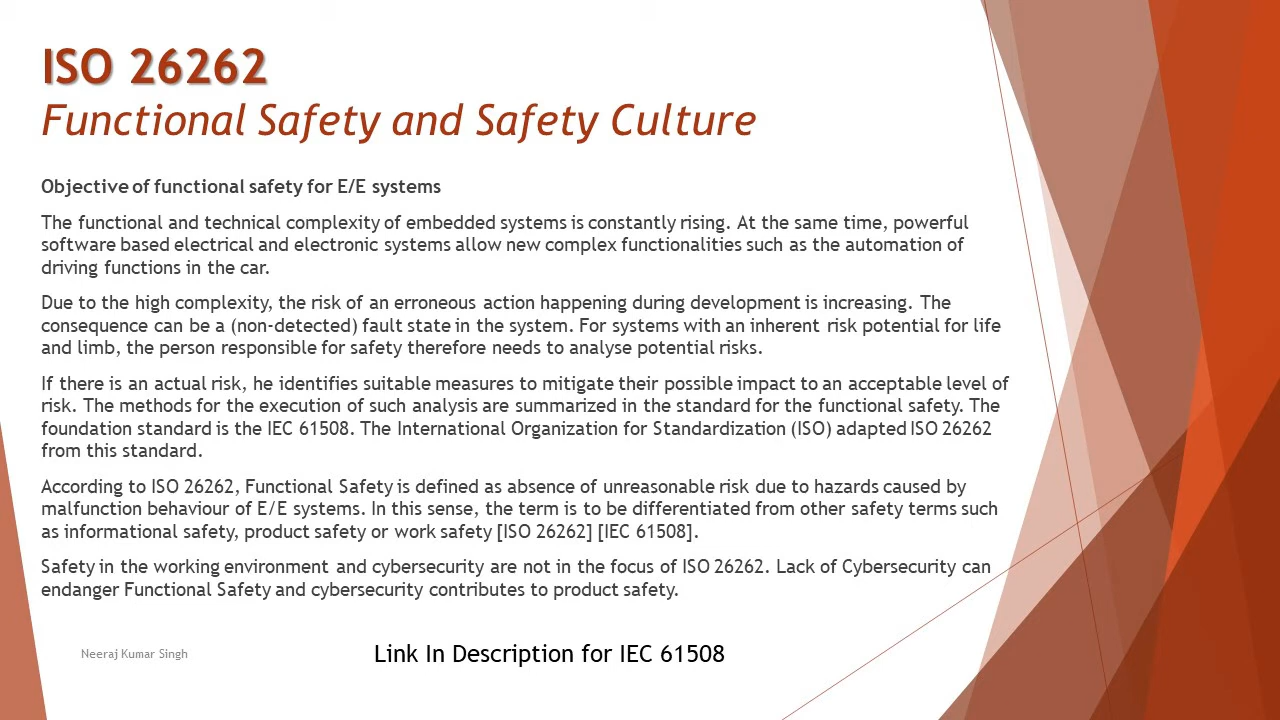 ISO 26262
Functional Safety and Safety Culture
Objective of functional safety for E/E systems
The functional and technical complexity of embedded systems is constantly rising. At the same time, powerful
software based electrical and electronic systems allow new complex functionalities such as the automation of
driving functions in the car.
Due to the high complexity, the risk of an erroneous action happening during development is increasing. The
consequence can be a (non-detected) fault state in the system. For systems with an inherent risk potential for life
and limb, the person responsible for safety therefore needs to analyse potential risks.
If there is an actual risk, he identifies suitable measures to mitigate their possible impact to an acceptable level of
risk. The methods for the execution of such analysis are summarized in the standard for the functional safety. The
foundation standard is the IEC 61508. The International Organization for Standardization (ISO) adapted ISO 26262
from this standard.
According to ISO 26262, Functional Safety is defined as absence of unreasonable risk due to hazards caused by
malfunction behaviour of E/E systems. In this sense, the term is to be differentiated from other safety terms such
as informational safety, product safety or work safety [ISO 26262] [IEC 61508].
Safety in the working environment and cybersecurity are not in the focus of ISO 26262. Lack of Cybersecurity can
endanger Functional Safety and cybersecurity contributes to product safety.
Neeraj Kumar Singh
Link In Description for IEC 61508